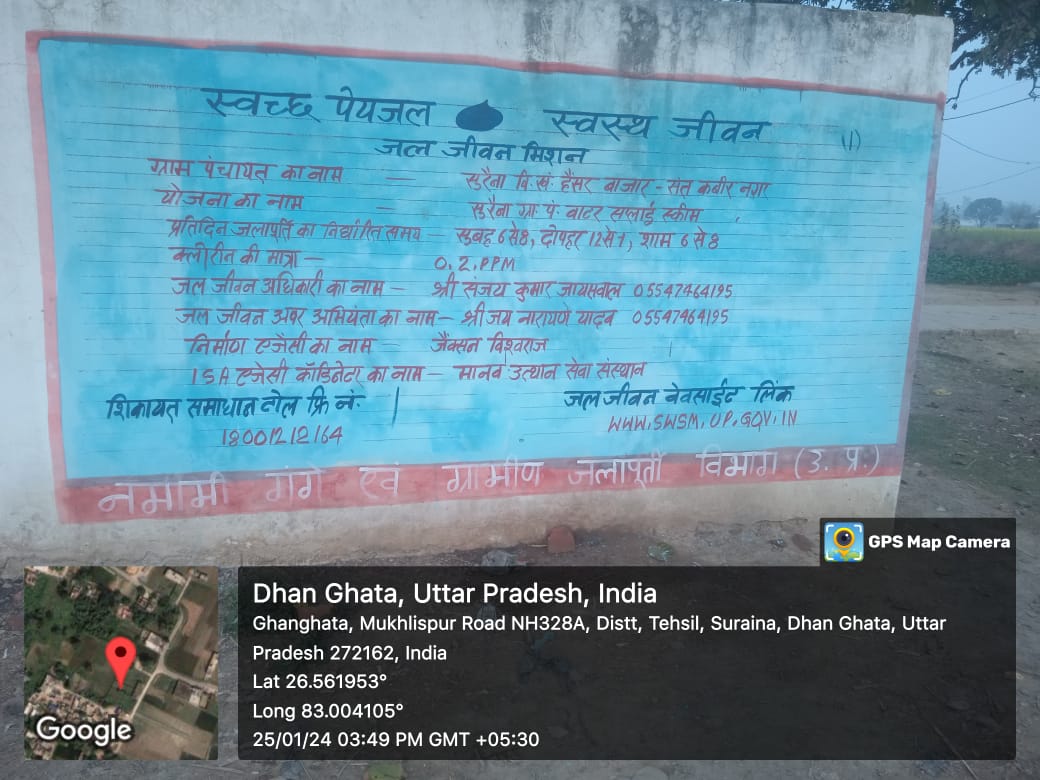 स्वच्छ पेयजल स्वस्थ जीवन (1)
जल जीवन मिशन
ग्राम पंचायत का नाम — सुरैना वि.खं. हैंसर बाजार - संत कबीर नगर
योजना का नाम — सुरैना ग्रा. पं. वाटर सप्लाई स्कीम
प्रतिदिन जलापूर्ति का निर्धारित समय — सुबह 6 से 8, दोपहर 12 से 1, शाम 6 से 8
क्लोरीन की मात्रा — 0.2.PPM
जल जीवन अधिकारी का नाम — श्री संजय कुमार जायसवाल 05547464195
जल जीवन अवर अभियंता का नाम — श्री जय नारायण यादव 05547464195
निर्माण एजेंसी का नाम — जैक्सन विश्वराज
ISA एजेंसी कॉर्डिनेटर का नाम — मानव उत्थान सेवा संस्थान
शिकायत समाधान टोल फ्रि नं. जल जीवन वेवसाईट लिंक
18001212164 WWW.SWSM.UP.GOV.IN
नमामी गंगे एवं ग्रामीण जलापूर्ती विभाग (उ. प्र.)
GPS Map Camera
Dhan Ghata, Uttar Pradesh, India
Ghanghata, Mukhlispur Road NH328A, Distt, Tehsil, Suraina, Dhan Ghata, Uttar
Pradesh 272162, India
Lat 26.561953°
Long 83.004105°
25/01/24 03:49 PM GMT +05:30
Google